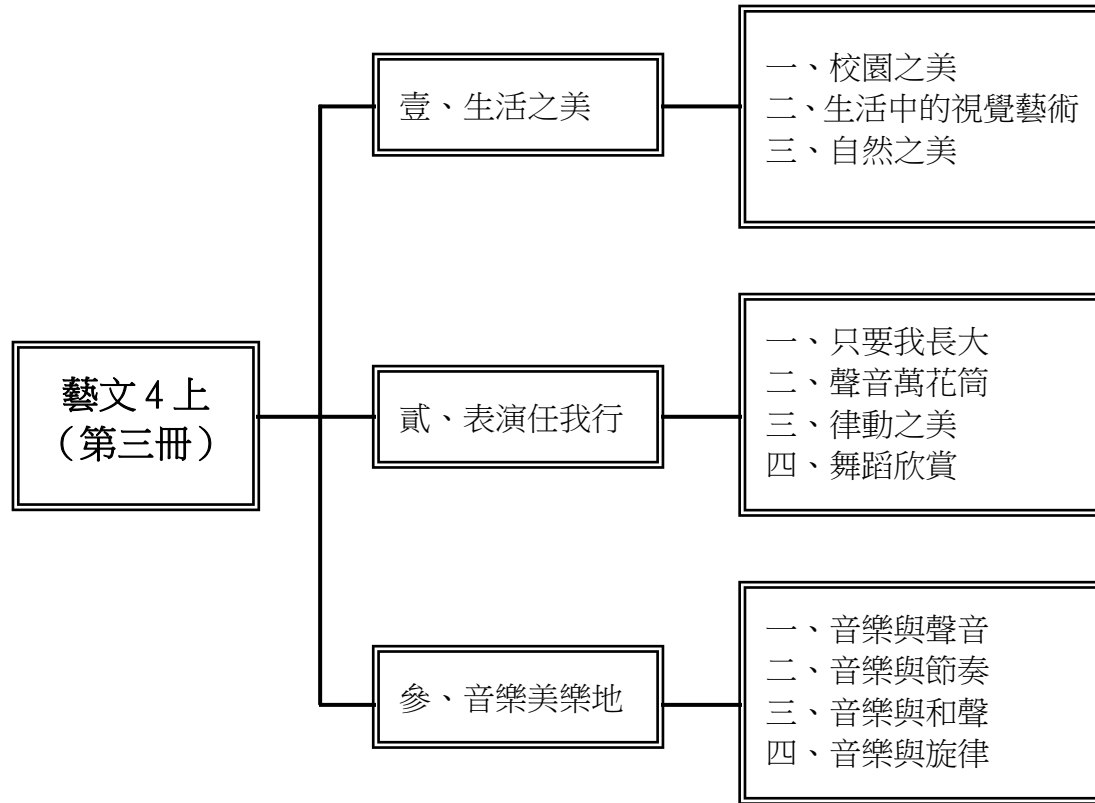 藝文4上
（第三冊）
壹、生活之美
一、校園之美
二、生活中的視覺藝術
三、自然之美
貳、表演任我行
一、只要我長大
二、聲音萬花筒
三、律動之美
四、舞蹈欣賞
參、音樂美樂地
一、音樂與聲音
二、音樂與節奏
三、音樂與和聲
四、音樂與旋律